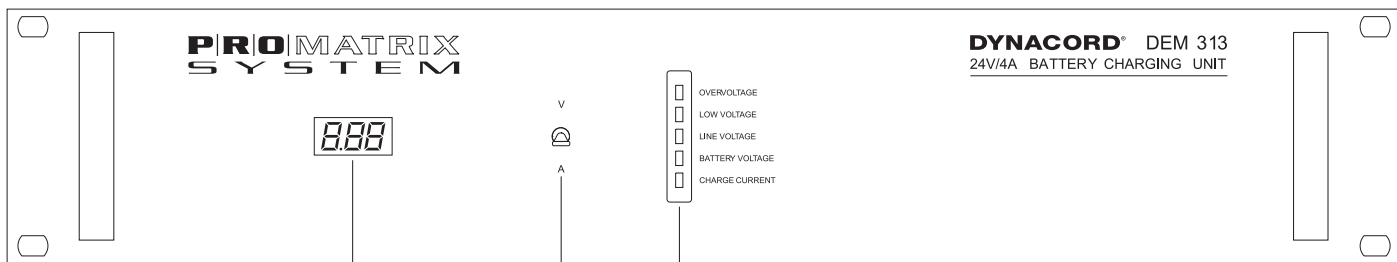 P|R|O|MATRIX
SYSTEM
8.88
V
A
OVERVOLTAGE
LOW VOLTAGE
LINE VOLTAGE
BATTERY VOLTAGE
CHARGE CURRENT
DYNACORD® DEM 313
24V/4A BATTERY CHARGING UNIT